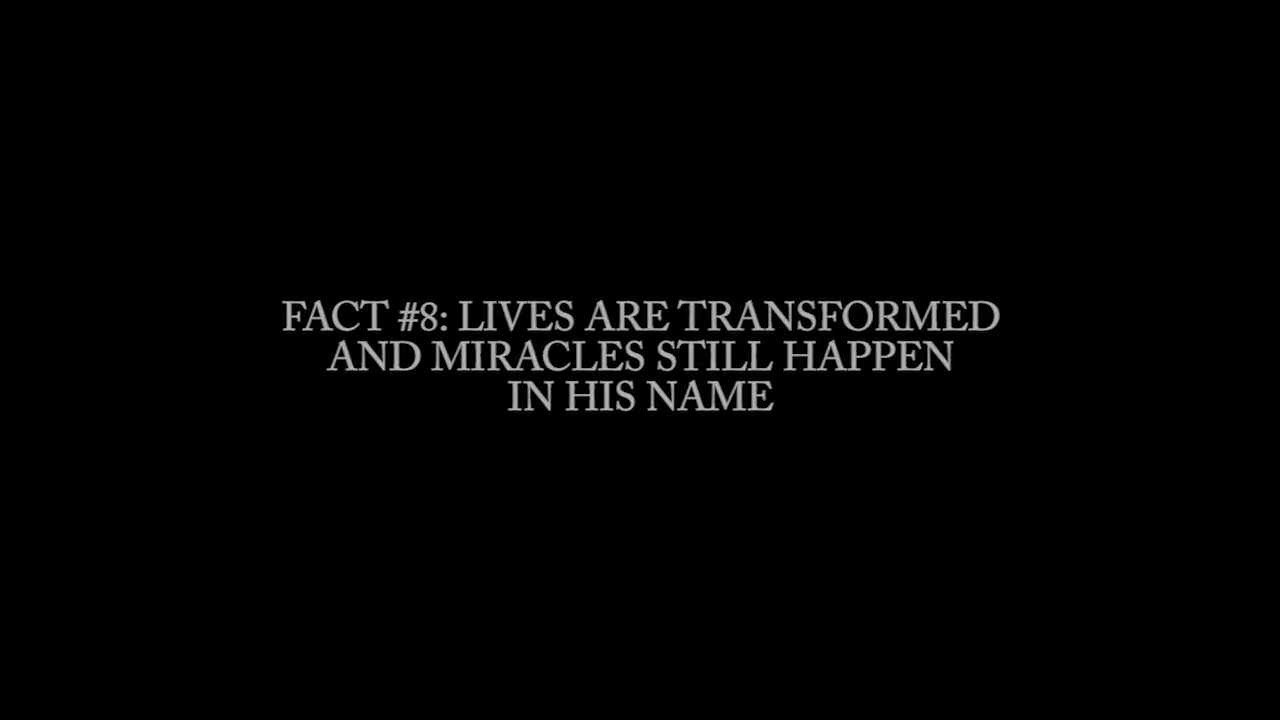 FACT #8: LIVES ARE TRANSFORMED
AND MIRACLES STILL HAPPEN
IN HIS NAME